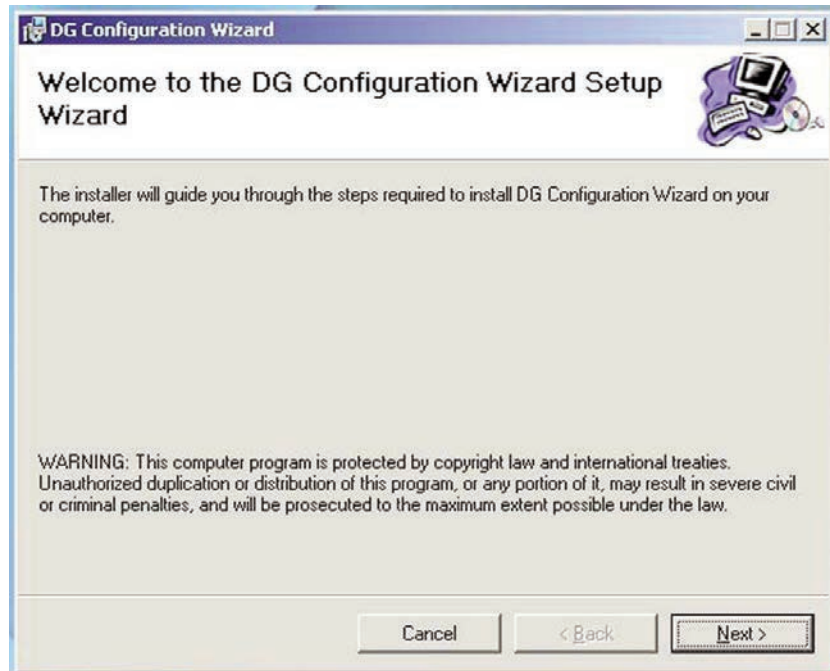 DG Configuration Wizard
Welcome to the DG Configuration Wizard Setup
Wizard
The installer will guide you through the steps required to install DG Configuration Wizard on your
computer.
WARNING: This computer program is protected by copyright law and international treaties.
Unauthorized duplication or distribution of this program, or any portion of it, may result in severe civil
or criminal penalties, and will be prosecuted to the maximum extent possible under the law.
Cancel
< Back
Next >